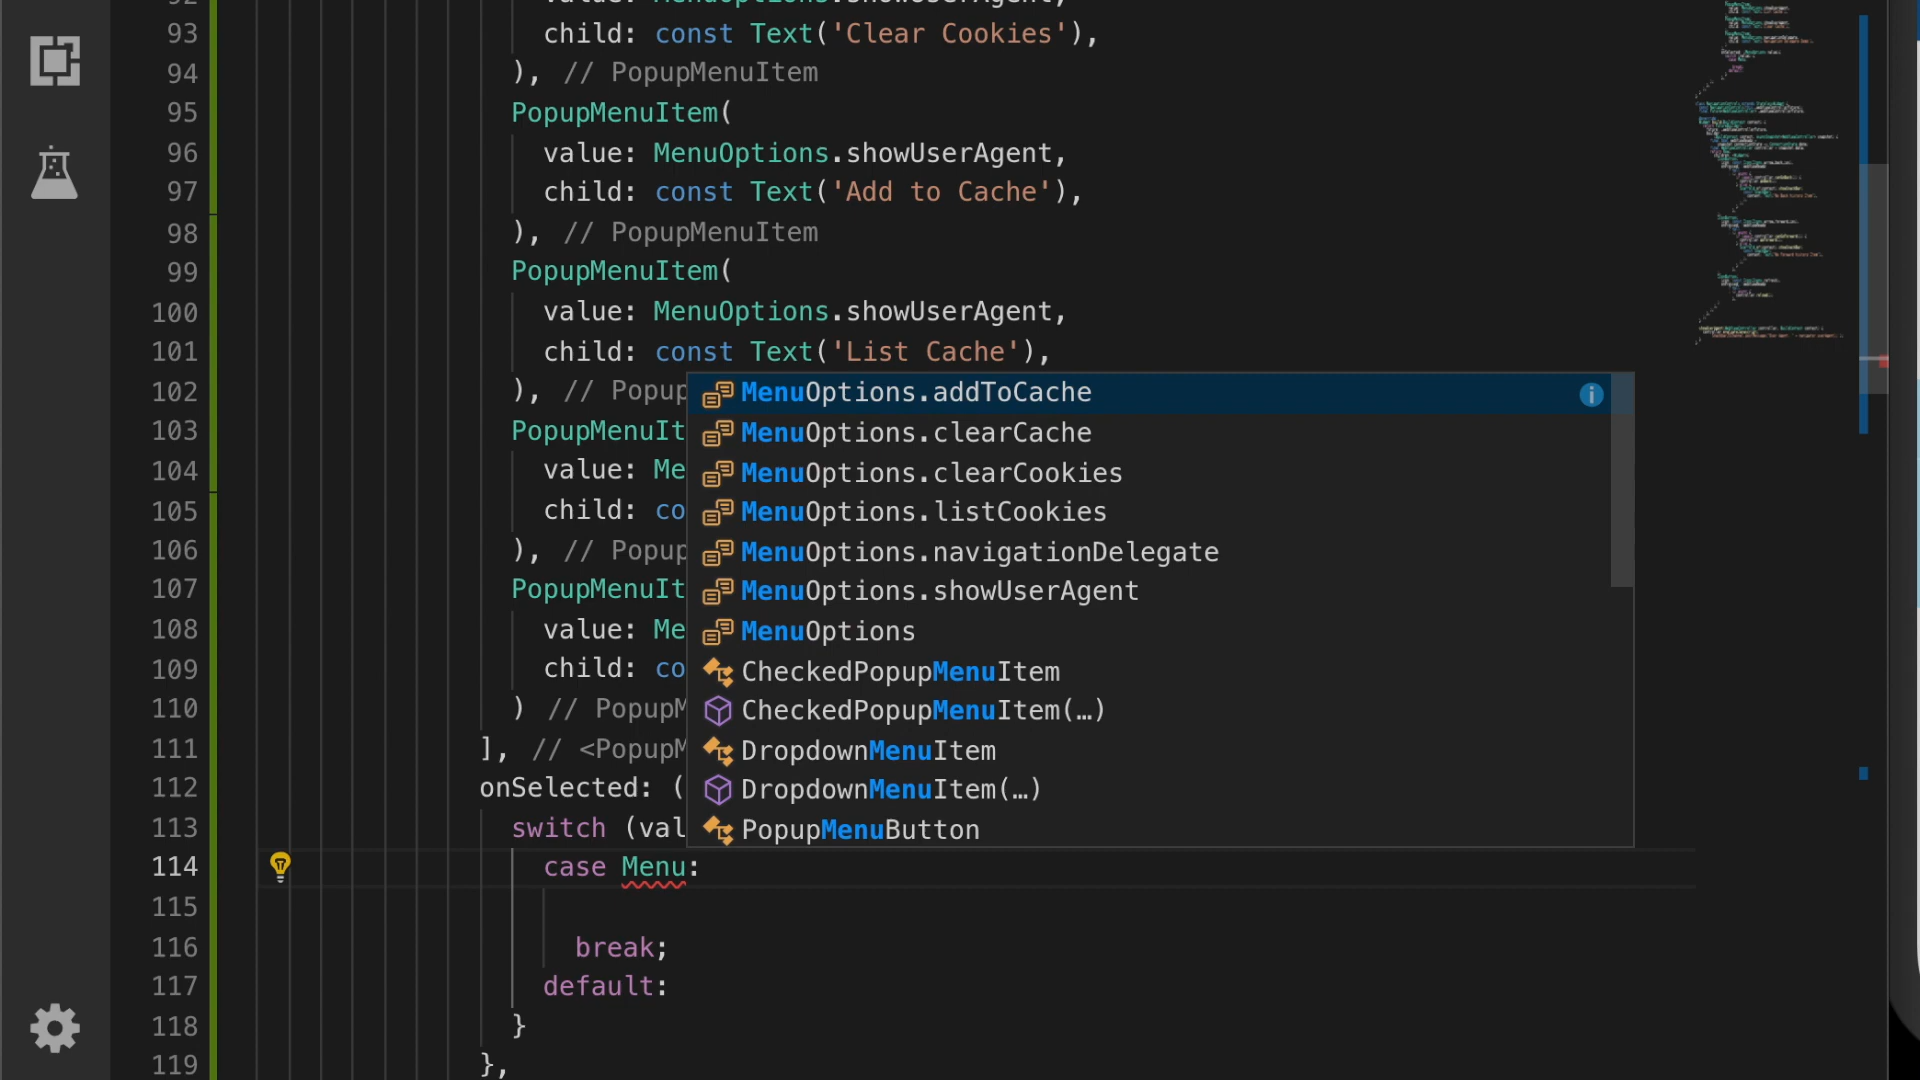 92 value: MenuOptions.showUserAgent,
93 child: const Text('Clear Cookies'),
94 ), // PopupMenuItem
95 PopupMenuItem(
96 value: MenuOptions.showUserAgent,
97 child: const Text('Add to Cache'),
98 ), // PopupMenuItem
99 PopupMenuItem(
100 value: MenuOptions.showUserAgent,
101 child: const Text('List Cache'),
102 ), // Popup
MenuOptions.addToCache
MenuOptions.clearCache
MenuOptions.clearCookies
MenuOptions.listCookies
MenuOptions.navigationDelegate
MenuOptions.showUserAgent
MenuOptions
CheckedPopupMenuItem
CheckedPopupMenuItem(…)
DropdownMenuItem
DropdownMenuItem(…)
PopupMenuButton
103 PopupMenuIt
104 value: Me
105 child: co
106 ), // Popup
107 PopupMenuIt
108 value: Me
109 child: co
110 ) // PopupM
111 ], // <PopupM
112 onSelected: (
113 switch (val
114 case Menu:
115
116 break;
117 default:
118 }
119 },